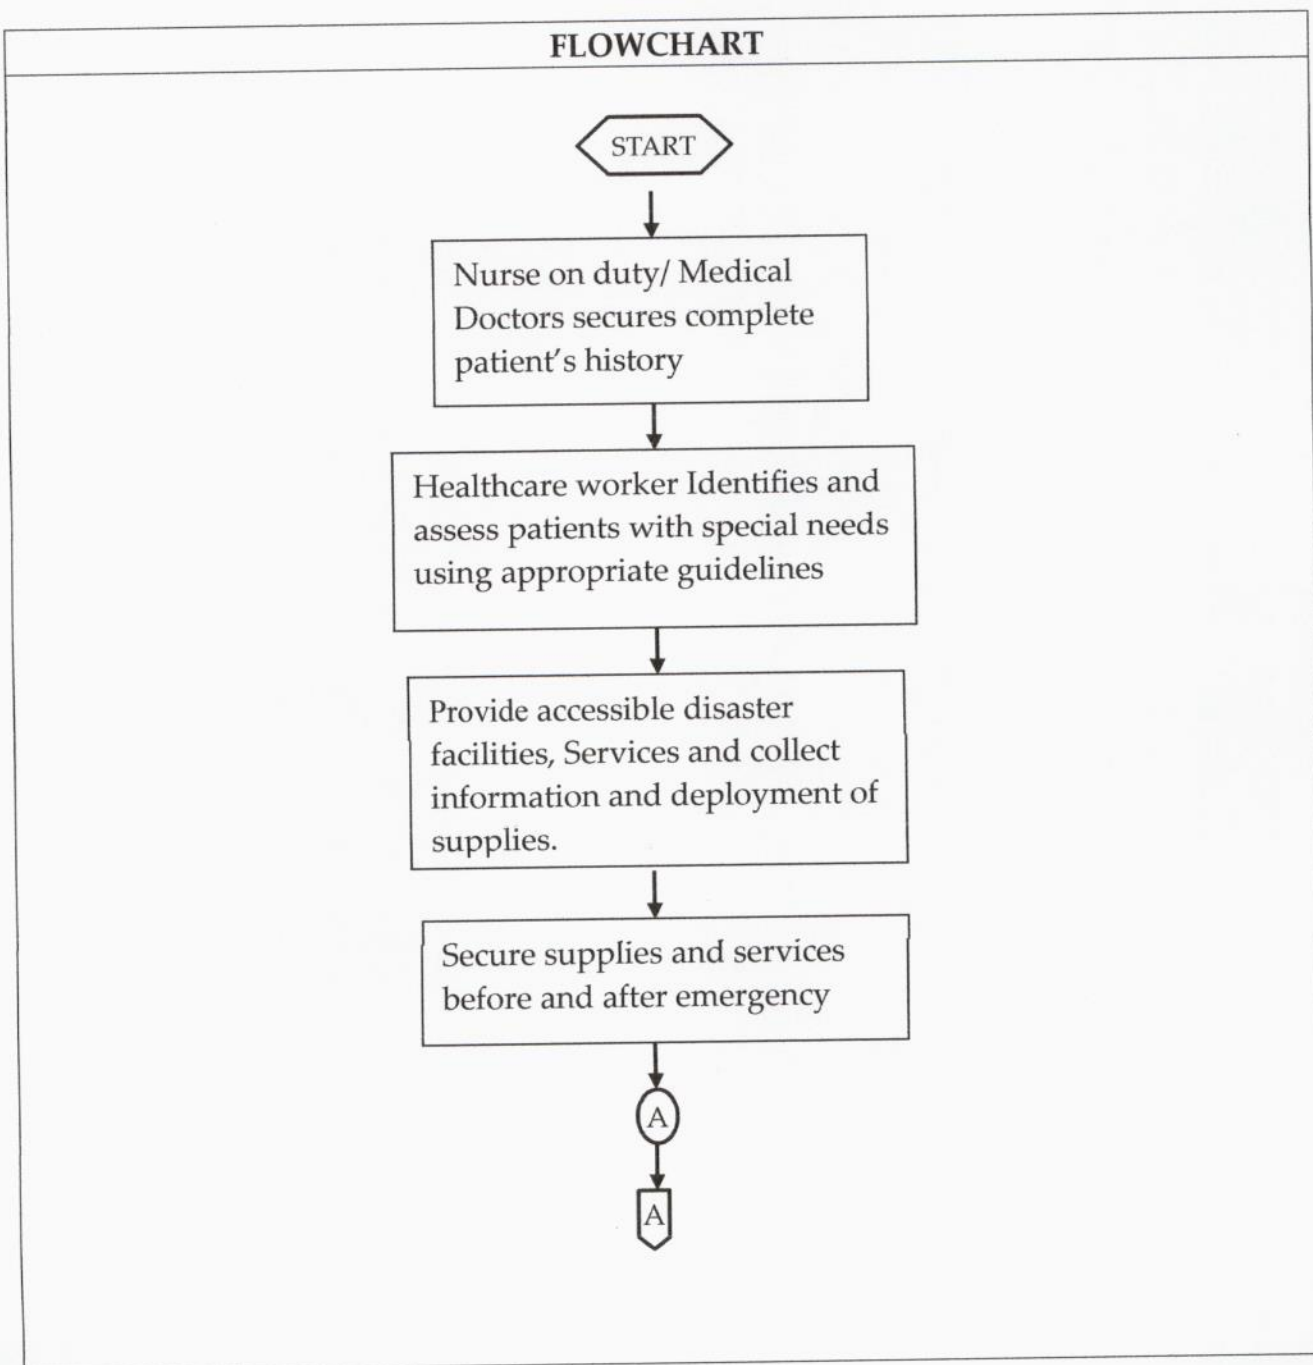 FLOWCHART
START
Nurse on duty/ Medical
Doctors secures complete
patient's history
Healthcare worker Identifies and
assess patients with special needs
using appropriate guidelines
Provide accessible disaster
facilities, Services and collect
information and deployment of
supplies.
Secure supplies and services
before and after emergency
A
A